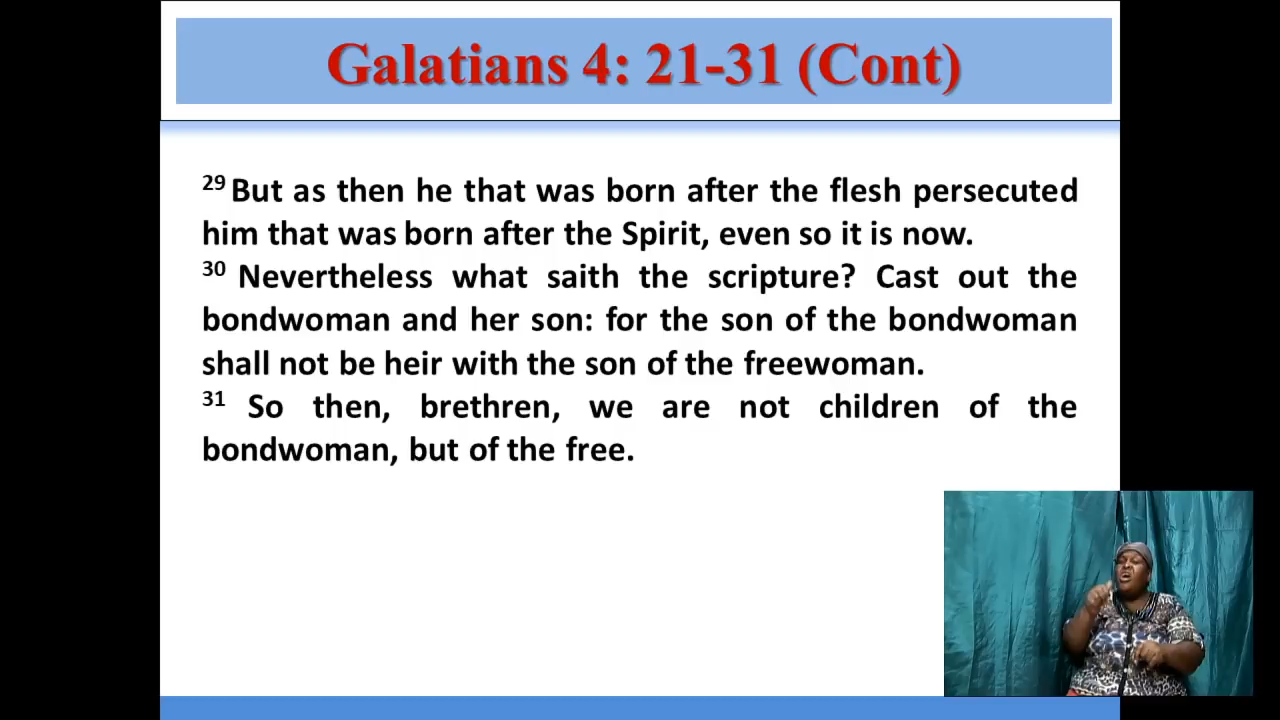 Galatians 4: 21-31 (Cont)
29 But as then he that was born after the flesh persecuted
him that was born after the Spirit, even so it is now.
30 Nevertheless what saith the scripture? Cast out the
bondwoman and her son: for the son of the bondwoman
shall not be heir with the son of the freewoman.
31 So then, brethren, we are not children of the
bondwoman, but of the free.